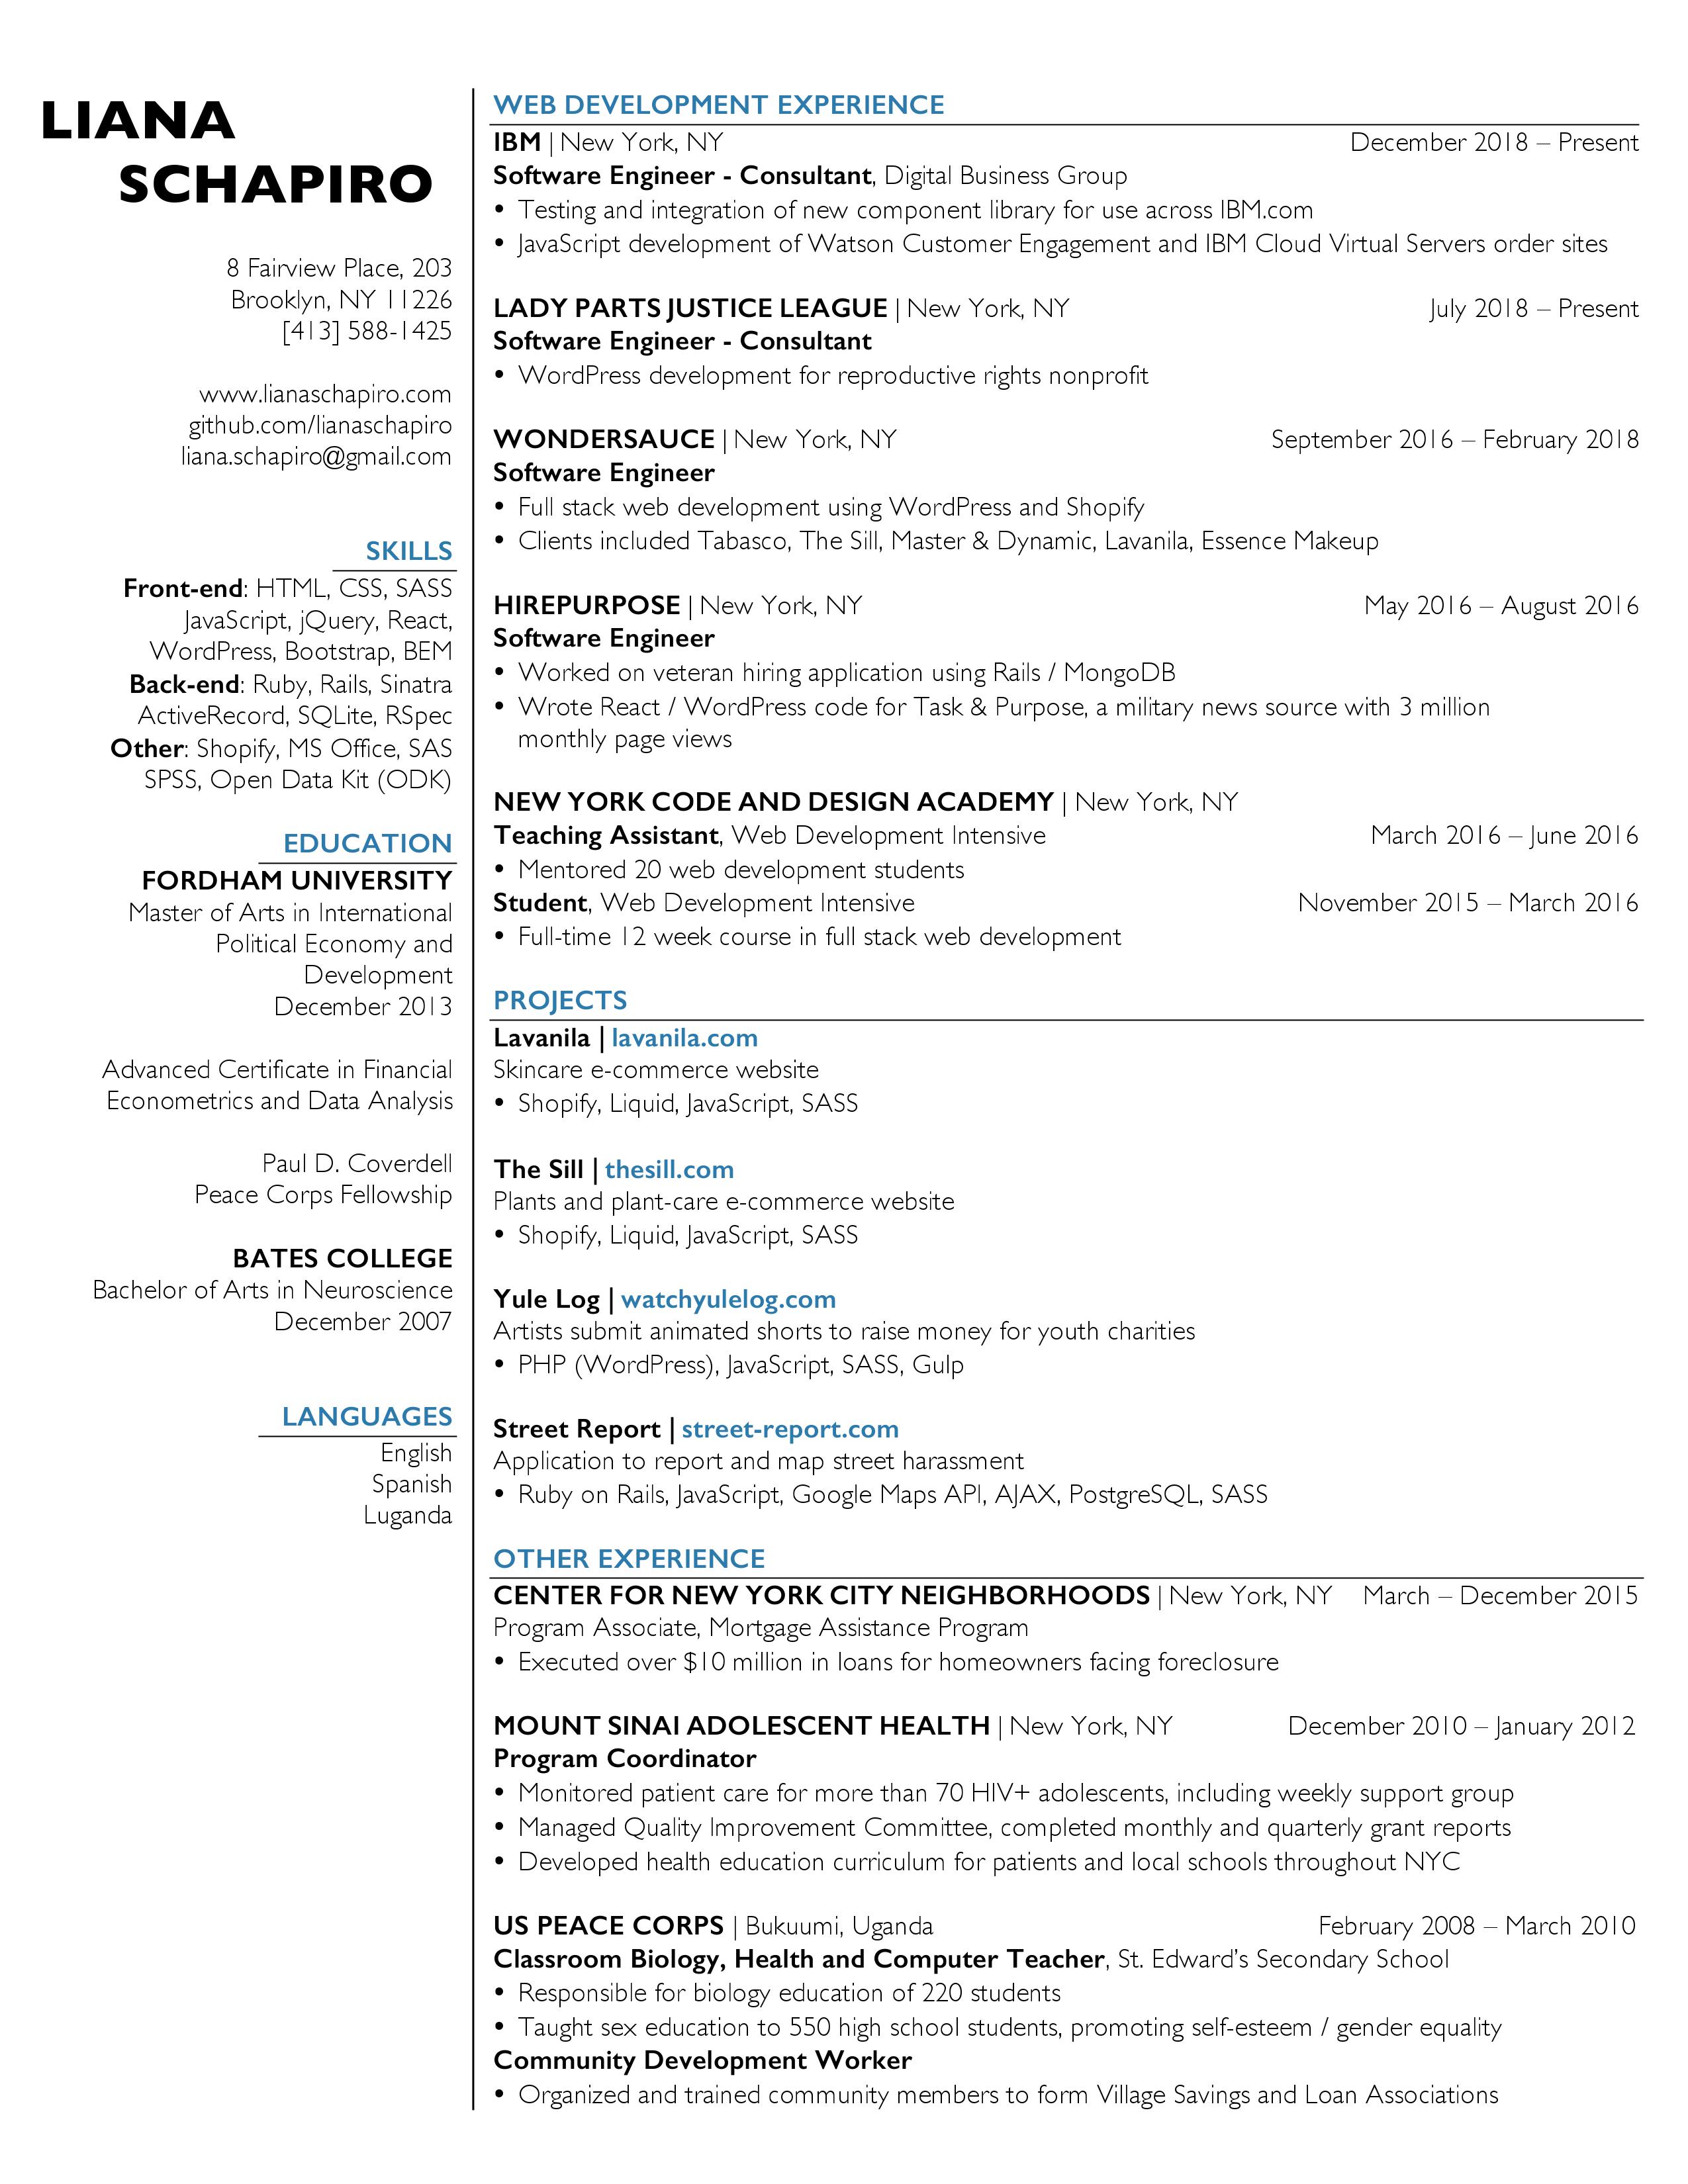 LIANA
SCHAPIRO
8 Fairview Place, 203
Brooklyn, NY 11226
[413] 588-1425
www.lianaschapiro.com
github.com/lianaschapiro
liana.schapiro@gmail.com
SKILLS
Front-end: HTML, CSS, SASS
JavaScript, jQuery, React,
WordPress, Bootstrap, BEM
Back-end: Ruby, Rails, Sinatra
ActiveRecord, SQLite, RSpec
Other: Shopify, MS Office, SAS
SPSS, Open Data Kit (ODK)
EDUCATION
FORDHAM UNIVERSITY
Master of Arts in International
Political Economy and
Development
December 2013
Advanced Certificate in Financial
Econometrics and Data Analysis
Paul D. Coverdell
Peace Corps Fellowship
BATES COLLEGE
Bachelor of Arts in Neuroscience
December 2007
LANGUAGES
English
Spanish
Luganda
WEB DEVELOPMENT EXPERIENCE
IBM | New York, NY December 2018 – Present
Software Engineer - Consultant, Digital Business Group
• Testing and integration of new component library for use across IBM.com
• JavaScript development of Watson Customer Engagement and IBM Cloud Virtual Servers order sites
LADY PARTS JUSTICE LEAGUE | New York, NY July 2018 – Present
Software Engineer - Consultant
• WordPress development for reproductive rights nonprofit
WONDERSAUCE | New York, NY September 2016 – February 2018
Software Engineer
• Full stack web development using WordPress and Shopify
• Clients included Tabasco, The Sill, Master & Dynamic, Lavanila, Essence Makeup
HIREPURPOSE | New York, NY May 2016 – August 2016
Software Engineer
• Worked on veteran hiring application using Rails / MongoDB
• Wrote React / WordPress code for Task & Purpose, a military news source with 3 million
monthly page views
NEW YORK CODE AND DESIGN ACADEMY | New York, NY
Teaching Assistant, Web Development Intensive March 2016 – June 2016
• Mentored 20 web development students
Student, Web Development Intensive November 2015 – March 2016
• Full-time 12 week course in full stack web development
PROJECTS
Lavanila | lavanila.com
Skincare e-commerce website
• Shopify, Liquid, JavaScript, SASS
The Sill | thesill.com
Plants and plant-care e-commerce website
• Shopify, Liquid, JavaScript, SASS
Yule Log | watchyulelog.com
Artists submit animated shorts to raise money for youth charities
• PHP (WordPress), JavaScript, SASS, Gulp
Street Report | street-report.com
Application to report and map street harassment
• Ruby on Rails, JavaScript, Google Maps API, AJAX, PostgreSQL, SASS
OTHER EXPERIENCE
CENTER FOR NEW YORK CITY NEIGHBORHOODS | New York, NY March – December 2015
Program Associate, Mortgage Assistance Program
• Executed over $10 million in loans for homeowners facing foreclosure
MOUNT SINAI ADOLESCENT HEALTH | New York, NY December 2010 – January 2012
Program Coordinator
• Monitored patient care for more than 70 HIV+ adolescents, including weekly support group
• Managed Quality Improvement Committee, completed monthly and quarterly grant reports
• Developed health education curriculum for patients and local schools throughout NYC
US PEACE CORPS | Bukuumi, Uganda February 2008 – March 2010
Classroom Biology, Health and Computer Teacher, St. Edward’s Secondary School
• Responsible for biology education of 220 students
• Taught sex education to 550 high school students, promoting self-esteem / gender equality
Community Development Worker
• Organized and trained community members to form Village Savings and Loan Associations